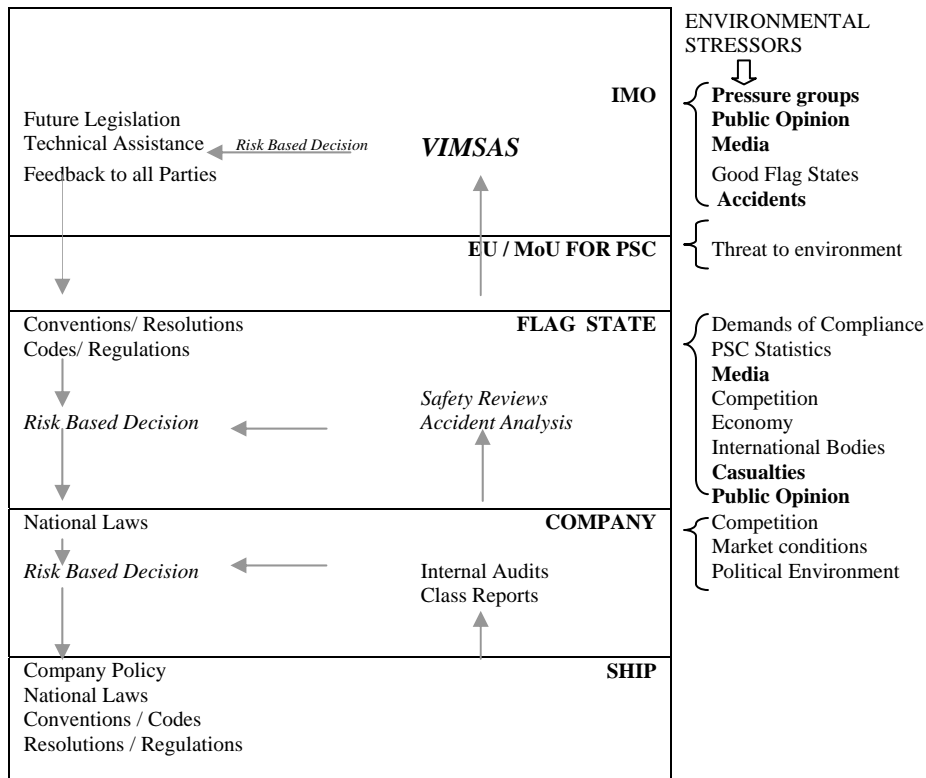 ENVIRONMENTAL
STRESSORS
IMO
Future Legislation
Technical Assistance
Feedback to all Parties
Risk Based Decision
VIMSAS
Pressure groups
Public Opinion
Media
Good Flag States
Accidents
EU / MoU FOR PSC
Threat to environment
FLAG STATE
Conventions/ Resolutions
Codes/ Regulations
Risk Based Decision
Safety Reviews
Accident Analysis
Demands of Compliance
PSC Statistics
Media
Competition
Economy
International Bodies
Casualties
Public Opinion
COMPANY
National Laws
Risk Based Decision
Internal Audits
Class Reports
Competition
Market conditions
Political Environment
SHIP
Company Policy
National Laws
Conventions / Codes
Resolutions / Regulations